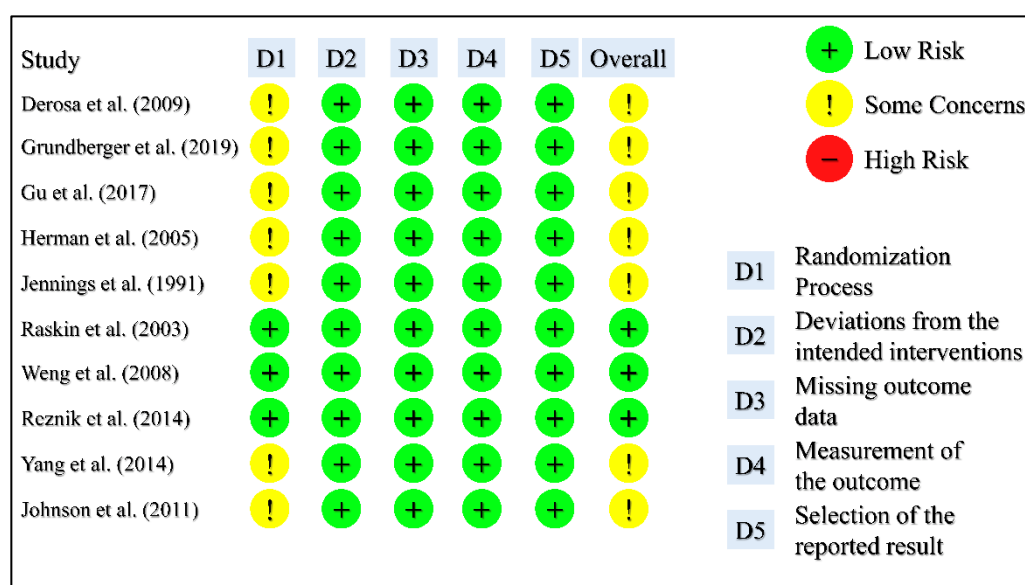 Study D1 D2 D3 D4 D5 Overall
Derosa et al. (2009) ! + + + + !
Grundberger et al. (2019) ! + + + + !
Gu et al. (2017) ! + + + + !
Herman et al. (2005) ! + + + + !
Jennings et al. (1991) ! + + + + !
Raskin et al. (2003) + + + + + +
Weng et al. (2008) + + + + + +
Reznik et al. (2014) + + + + + +
Yang et al. (2014) ! + + + + !
Johnson et al. (2011) ! + + + + !
+ Low Risk
! Some Concerns
− High Risk
D1 Randomization
Process
D2 Deviations from the
intended interventions
D3 Missing outcome
data
D4 Measurement of
the outcome
D5 Selection of the
reported result